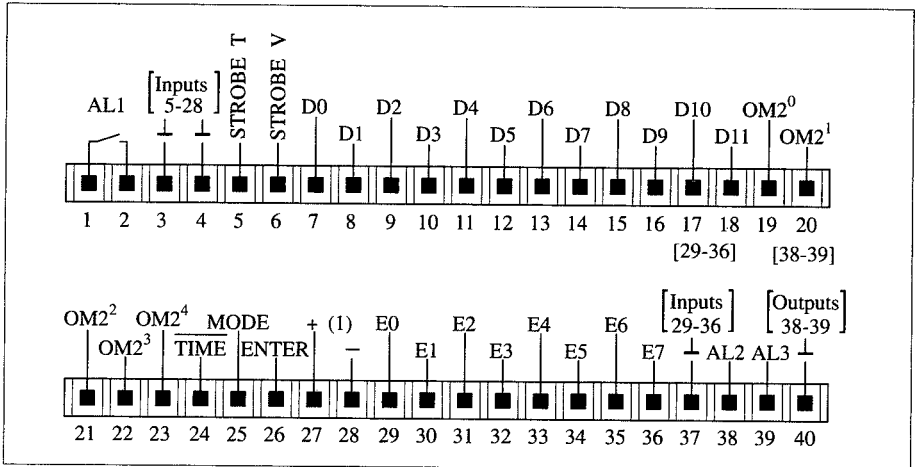 STROBE T
STROBE V
[Inputs
5-28]
AL1
D0 D2 D4 D6 D8 D10 OM2⁰
D1 D3 D5 D7 D9 D11 OM2¹
1 2 3 4 5 6 7 8 9 10 11 12 13 14 15 16 17 18 19 20
[29-36] [38-39]
[Inputs
29-36]
[Outputs
38-39]
OM2² OM2⁴ MODE + (1) E0 E2 E4 E6
OM2³ TIME ENTER − E1 E3 E5 E7 AL2 AL3
21 22 23 24 25 26 27 28 29 30 31 32 33 34 35 36 37 38 39 40